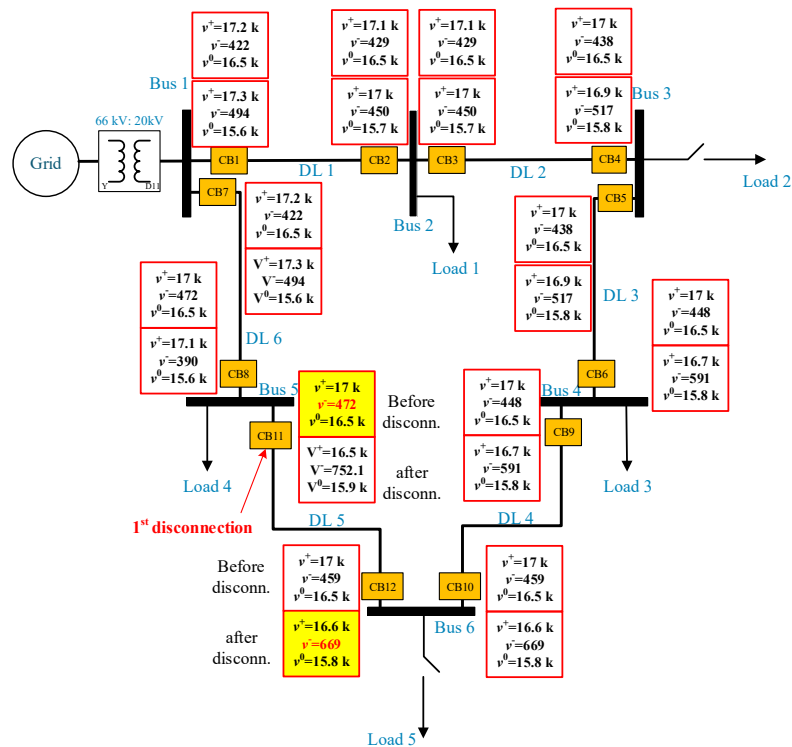 v⁺=17.2 k
v⁻=422
v⁰=16.5 k
v⁺=17.3 k
v⁻=494
v⁰=15.6 k
v⁺=17.1 k
v⁻=429
v⁰=16.5 k
v⁺=17 k
v⁻=450
v⁰=15.7 k
v⁺=17.1 k
v⁻=429
v⁰=16.5 k
v⁺=17 k
v⁻=450
v⁰=15.7 k
v⁺=17 k
v⁻=438
v⁰=16.5 k
v⁺=16.9 k
v⁻=517
v⁰=15.8 k
Bus 1
Bus 3
66 kV: 20kV
Grid
Y
D11
CB1
DL 1
CB2
CB3
DL 2
CB4
Load 2
CB7
CB5
Bus 2
Load 1
v⁺=17.2 k
v⁻=422
v⁰=16.5 k
V⁺=17.3 k
V⁻=494
V⁰=15.6 k
v⁺=17 k
v⁻=438
v⁰=16.5 k
v⁺=16.9 k
v⁻=517
v⁰=15.8 k
DL 3
v⁺=17 k
v⁻=472
v⁰=16.5 k
v⁺=17.1 k
v⁻=390
v⁰=15.6 k
DL 6
v⁺=17 k
v⁻=448
v⁰=16.5 k
v⁺=16.7 k
v⁻=591
v⁰=15.8 k
CB8
Bus 5
CB6
Bus 4
CB11
v⁺=17 k
v⁻=472
v⁰=16.5 k
V⁺=16.5 k
V⁻=752.1
V⁰=15.9 k
Before
disconn.
after
disconn.
v⁺=17 k
v⁻=448
v⁰=16.5 k
v⁺=16.7 k
v⁻=591
v⁰=15.8 k
CB9
Load 4
Load 3
1st disconnection
DL 5
DL 4
Before
disconn.
after
disconn.
v⁺=17 k
v⁻=459
v⁰=16.5 k
v⁺=16.6 k
v⁻=669
v⁰=15.8 k
CB12
CB10
Bus 6
v⁺=17 k
v⁻=459
v⁰=16.5 k
v⁺=16.6 k
v⁻=669
v⁰=15.8 k
Load 5